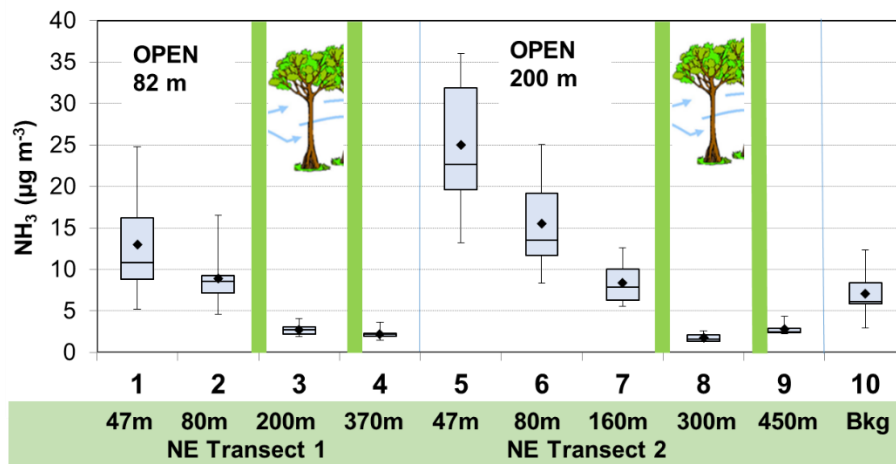 40
35
30
25
20
15
10
5
0
NH₃ (µg m⁻³)
OPEN
82 m
OPEN
200 m
1 2 3 4 5 6 7 8 9 10
47m 80m 200m 370m 47m 80m 160m 300m 450m Bkg
NE Transect 1 NE Transect 2